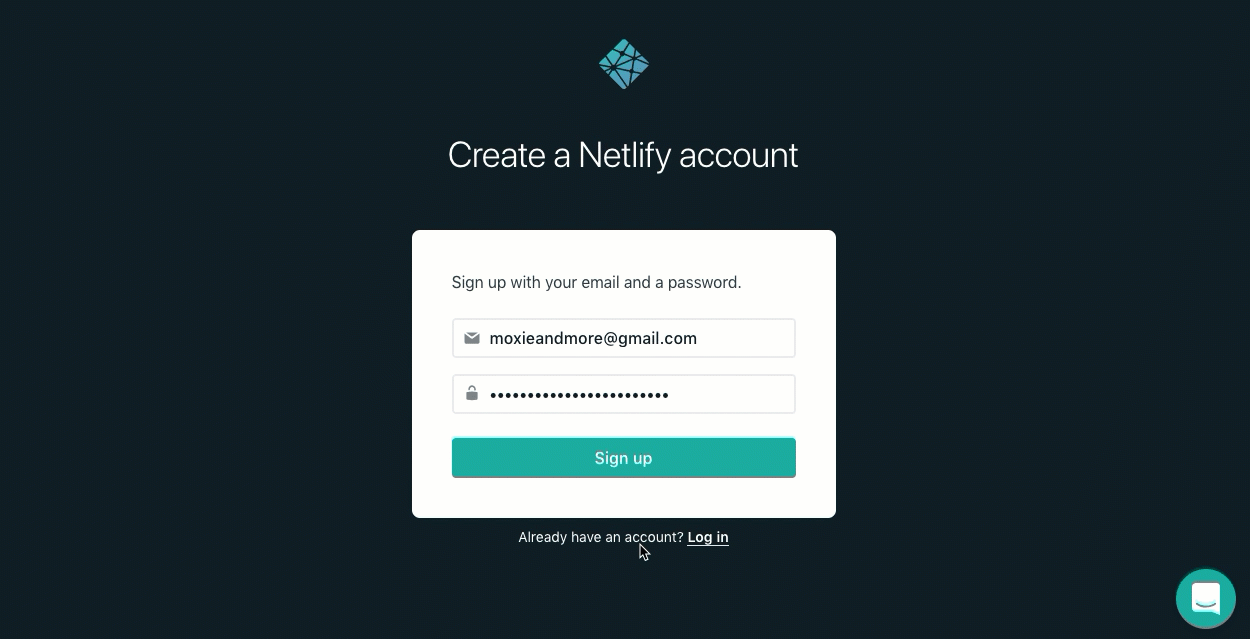 Create a Netlify account
Sign up with your email and a password.
moxieandmore@gmail.com
••••••••••••••••••••••••
Sign up
Already have an account? Log in